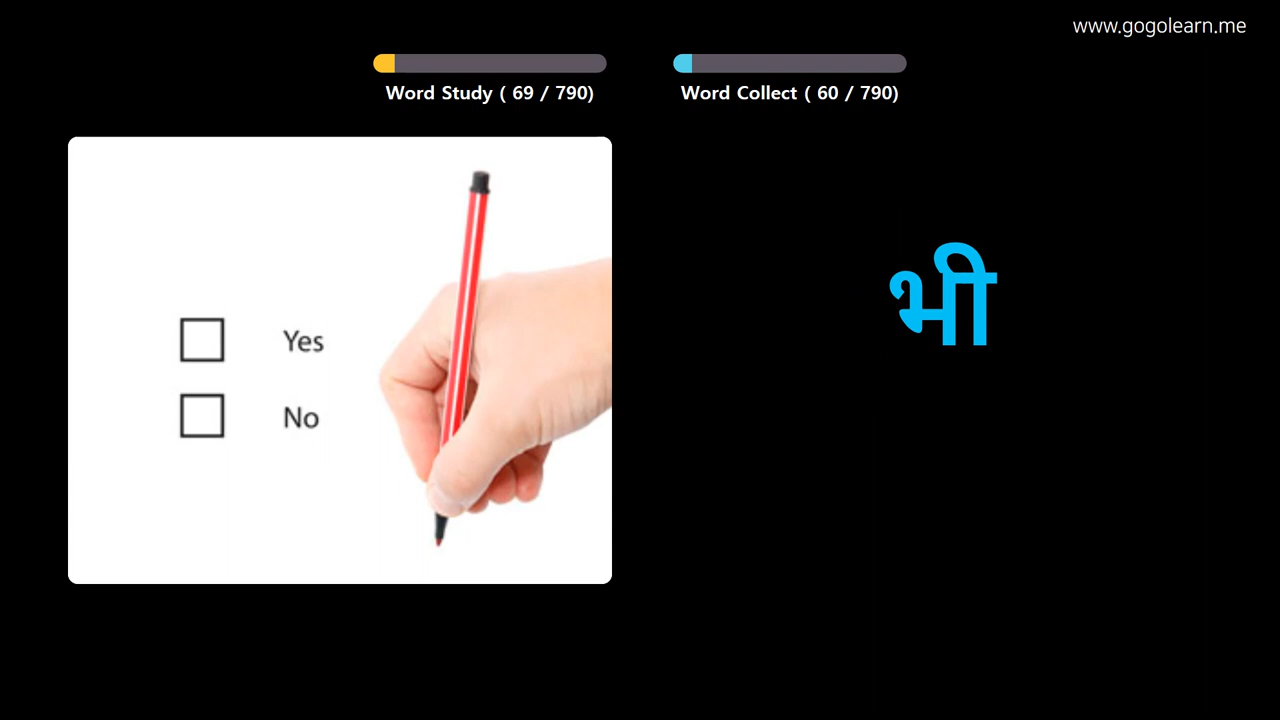 www.gogolearn.me
Word Study ( 69 / 790)
Word Collect ( 60 / 790)
Yes
No
भी